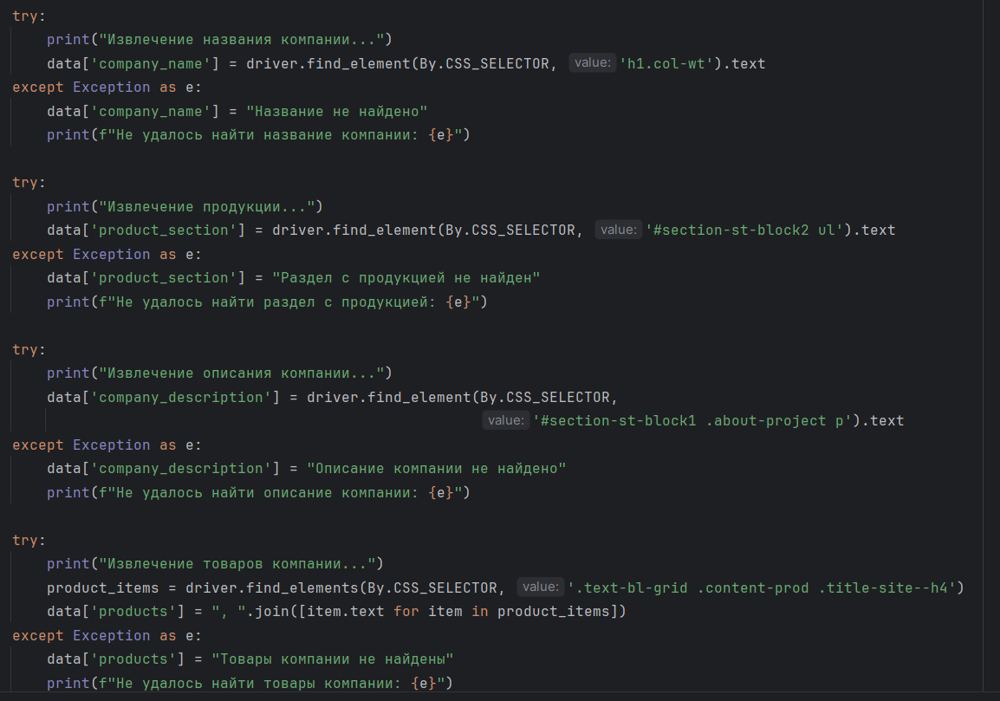 try:
    print("Извлечение названия компании...")
    data['company_name'] = driver.find_element(By.CSS_SELECTOR, value: 'h1.col-wt').text
except Exception as e:
    data['company_name'] = "Название не найдено"
    print(f"Не удалось найти название компании: {e}")

try:
    print("Извлечение продукции...")
    data['product_section'] = driver.find_element(By.CSS_SELECTOR, value: '#section-st-block2 ul').text
except Exception as e:
    data['product_section'] = "Раздел с продукцией не найден"
    print(f"Не удалось найти раздел с продукцией: {e}")

try:
    print("Извлечение описания компании...")
    data['company_description'] = driver.find_element(By.CSS_SELECTOR,
                                                      value: '#section-st-block1 .about-project p').text
except Exception as e:
    data['company_description'] = "Описание компании не найдено"
    print(f"Не удалось найти описание компании: {e}")

try:
    print("Извлечение товаров компании...")
    product_items = driver.find_elements(By.CSS_SELECTOR, value: '.text-bl-grid .content-prod .title-site--h4')
    data['products'] = ", ".join([item.text for item in product_items])
except Exception as e:
    data['products'] = "Товары компании не найдены"
    print(f"Не удалось найти товары компании: {e}")